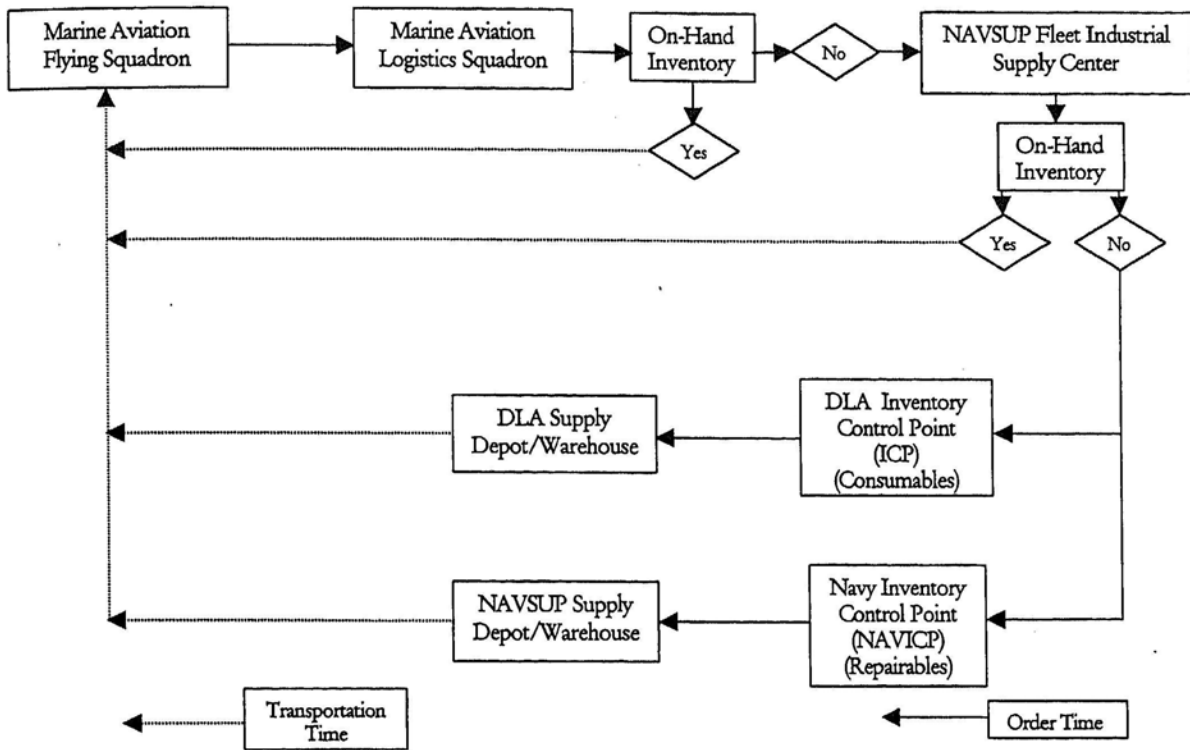 Marine Aviation
Flying Squadron
Marine Aviation
Logistics Squadron
On-Hand
Inventory
No
NAVSUP Fleet Industrial
Supply Center
Yes
On-Hand
Inventory
Yes
No
DLA Supply
Depot/Warehouse
DLA Inventory
Control Point
(ICP)
(Consumables)
NAVSUP Supply
Depot/Warehouse
Navy Inventory
Control Point
(NAVICP)
(Repairables)
Transportation
Time
Order Time